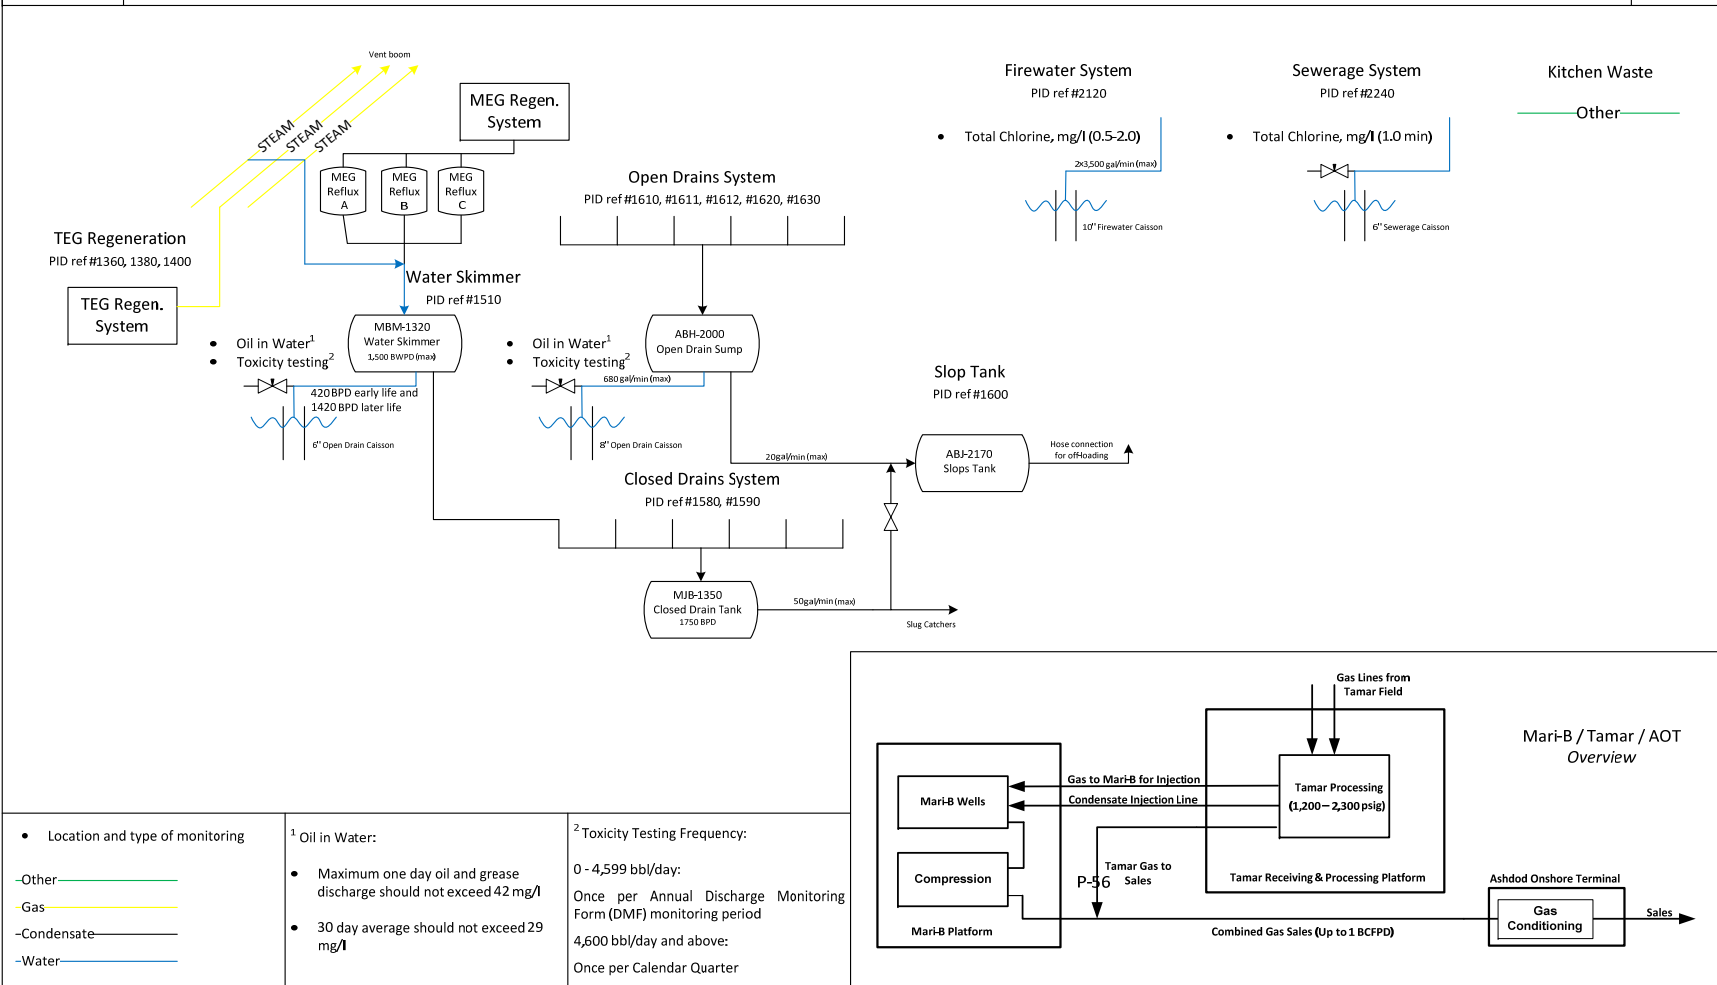 Vent boom
STEAM
STEAM
STEAM
MEG Regen.
System
MEG
Reflux
A
MEG
Reflux
B
MEG
Reflux
C
TEG Regeneration
PID ref #1360, 1380, 1400
TEG Regen.
System
Water Skimmer
PID ref #1510
MBM-1320
Water Skimmer
1,500 BWPD (max)
• Oil in Water1
• Toxicity testing2
420 BPD early life and
1420 BPD later life
6" Open Drain Caisson
Open Drains System
PID ref #1610, #1611, #1612, #1620, #1630
ABH-2000
Open Drain Sump
• Oil in Water1
• Toxicity testing2
680 gal/min (max)
8" Open Drain Caisson
20gal/min (max)
Closed Drains System
PID ref #1580, #1590
MJB-1350
Closed Drain Tank
1750 BPD
50gal/min (max)
Slug Catchers
Slop Tank
PID ref #1600
ABJ-2170
Slops Tank
Hose connection
for off-loading
Firewater System
PID ref #2120
• Total Chlorine, mg/l (0.5-2.0)
2×3,500 gal/min (max)
10" Firewater Caisson
Sewerage System
PID ref #2240
• Total Chlorine, mg/l (1.0 min)
6" Sewerage Caisson
Kitchen Waste
Other
• Location and type of monitoring
Other
Gas
Condensate
Water
1 Oil in Water:
• Maximum one day oil and grease
discharge should not exceed 42 mg/l
• 30 day average should not exceed 29
mg/l
2 Toxicity Testing Frequency:
0 - 4,599 bbl/day:
Once per Annual Discharge Monitoring
Form (DMF) monitoring period
4,600 bbl/day and above:
Once per Calendar Quarter
Mari-B / Tamar / AOT
Overview
Gas Lines from
Tamar Field
Tamar Processing
(1,200 – 2,300 psig)
Tamar Receiving & Processing Platform
Gas to Mari-B for Injection
Condensate Injection Line
Mari-B Wells
Compression
Mari-B Platform
Tamar Gas to
Sales
P-56
Combined Gas Sales (Up to 1 BCFPD)
Ashdod Onshore Terminal
Gas
Conditioning
Sales